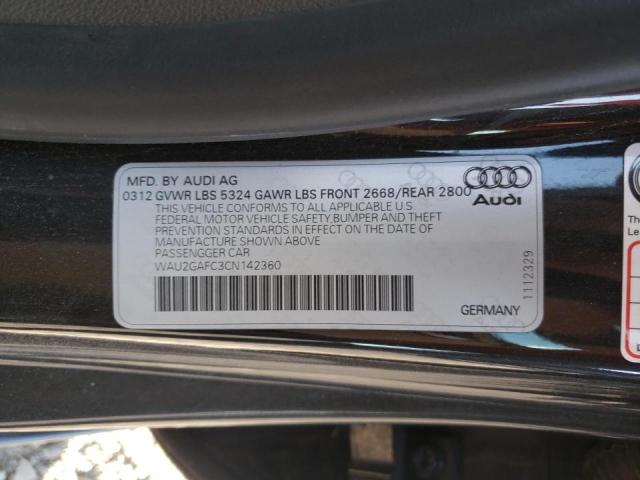 MFD. BY AUDI AG
0312 GVWR LBS 5324 GAWR LBS FRONT 2668/REAR 2800
THIS VEHICLE CONFORMS TO ALL APPLICABLE U.S.
FEDERAL MOTOR VEHICLE SAFETY,BUMPER AND THEFT
PREVENTION STANDARDS IN EFFECT ON THE DATE OF
MANUFACTURE SHOWN ABOVE
PASSENGGER CAR
WAU2GAFC3CN142360
Audi
1112329
GERMANY
Th
Le